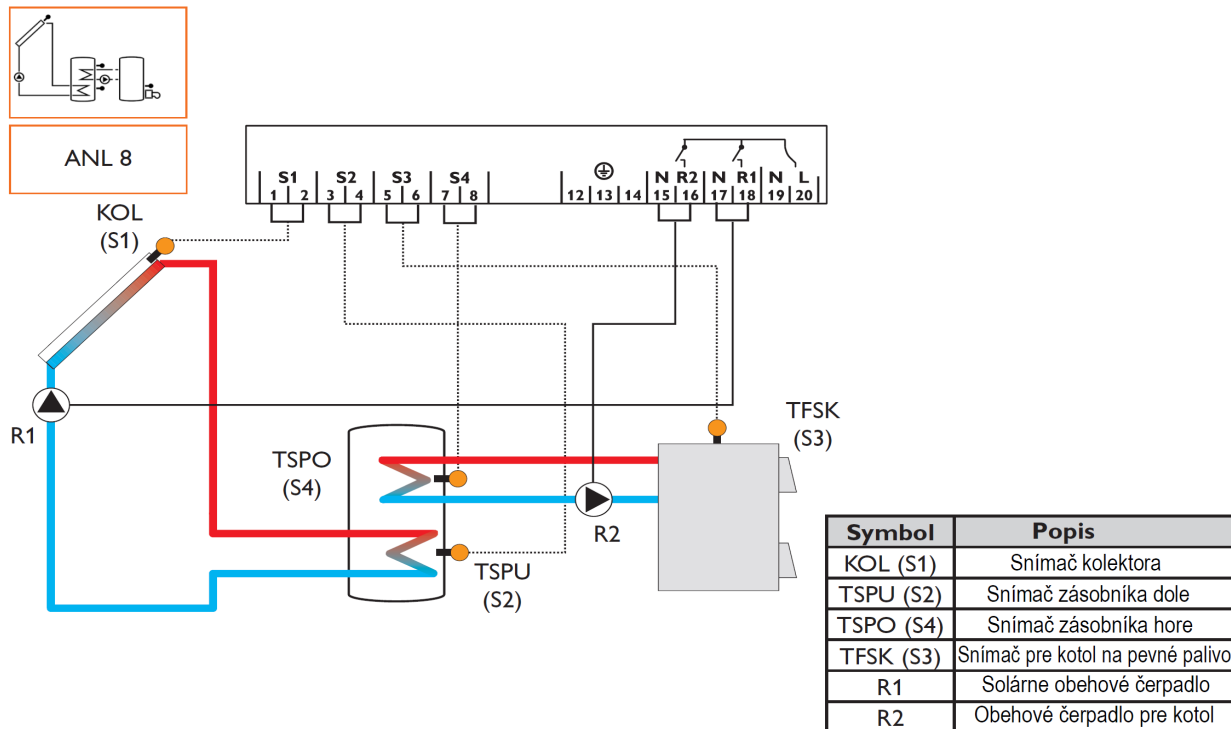 ANL 8
S1 S2 S3 S4 N R2 N R1 N L
1 2 3 4 5 6 7 8 12 13 14 15 16 17 18 19 20
KOL
(S1)
R1
TSPO
(S4)
TSPU
(S2)
R2
TFSK
(S3)
Symbol Popis
KOL (S1) Snímač kolektora
TSPU (S2) Snímač zásobníka dole
TSPO (S4) Snímač zásobníka hore
TFSK (S3) Snímač pre kotol na pevné palivo
R1 Solárne obehové čerpadlo
R2 Obehové čerpadlo pre kotol